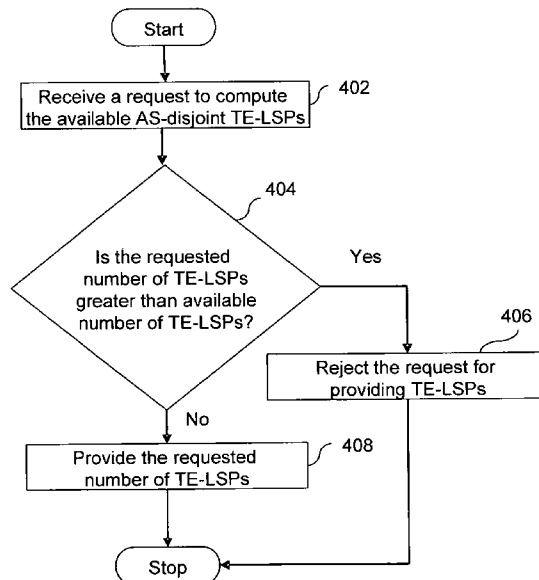 Start
Receive a request to compute
the available AS-disjoint TE-LSPs
402
404
Is the requested
number of TE-LSPs
greater than available
number of TE-LSPs?
Yes
406
Reject the request for
providing TE-LSPs
No
408
Provide the requested
number of TE-LSPs
Stop